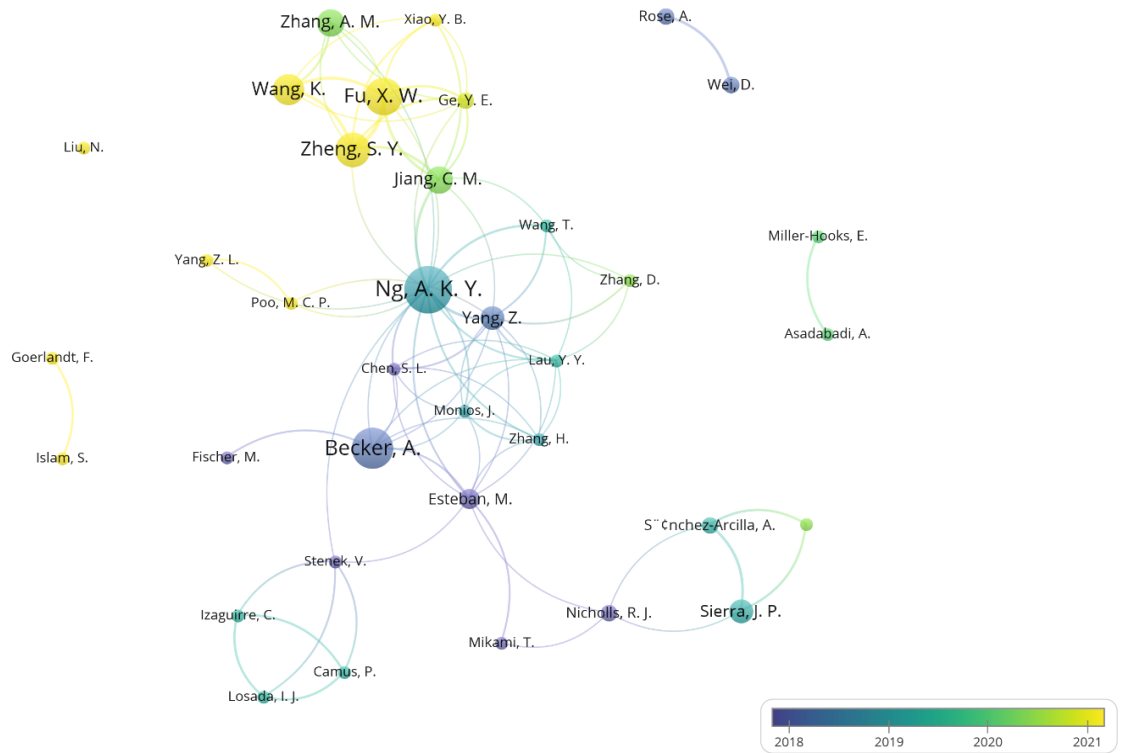 Rose, A.
Xiao, Y. B.
Zhang, A. M.
Wei, D.
Wang, K.
Fu, X. W.
Ge, Y. E.
Liu, N.
Zheng, S. Y.
Jiang, C. M.
Wang, T.
Miller-Hooks, E.
Yang, Z. L.
Zhang, D.
Ng, A. K. Y.
Poo, M. C. P.
Yang, Z.
Asadabadi, A.
Goerlandt, F.
Lau, Y. Y.
Chen, S. L.
Monios, J.
Zhang, H.
Becker, A.
Fischer, M.
Islam, S.
Esteban, M.
S¨¢nchez-Arcilla, A.
Stenek, V.
Sierra, J. P.
Nicholls, R. J.
Izaguirre, C.
Mikami, T.
Camus, P.
Losada, I. J.
2018 2019 2020 2021